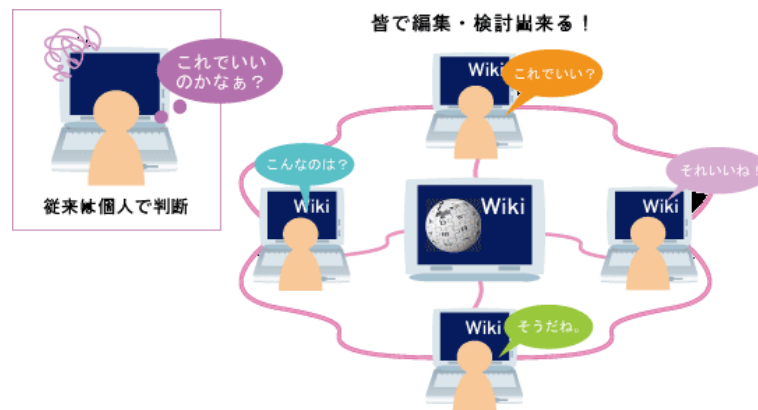 皆で編集・検討出来る！
これでいい
のかなぁ？
従来は個人で判断
Wiki
これでいい？
こんなのは？
Wiki
Wiki
それいいね！
Wiki
Wiki
そうだね。